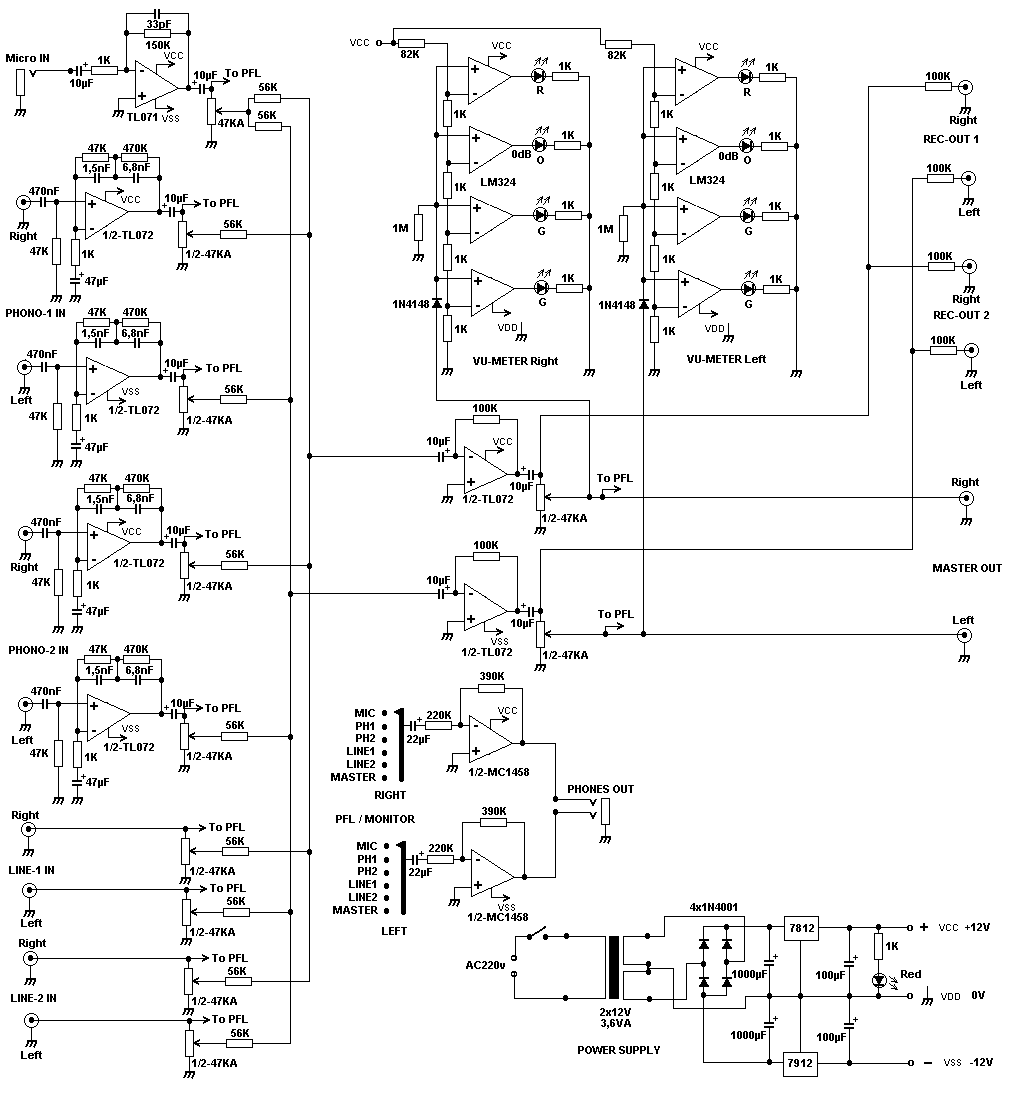 33pF
150K
VCC
Micro IN
1K
10µF
TL071
VSS
10µF
To PFL
56K
56K
47KA
47K
470K
1,5nF
6,8nF
470nF
VCC
10µF
To PFL
Right
1/2-TL072
56K
47K
1K
1/2-47KA
47µF
PHONO-1 IN
47K
470K
1,5nF
6,8nF
470nF
10µF
To PFL
Left
VSS
1/2-TL072
56K
47K
1K
1/2-47KA
47µF
47K
470K
1,5nF
6,8nF
470nF
VCC
10µF
To PFL
Right
1/2-TL072
56K
47K
1K
1/2-47KA
47µF
PHONO-2 IN
47K
470K
1,5nF
6,8nF
470nF
10µF
To PFL
Left
VSS
1/2-TL072
56K
47K
1K
1/2-47KA
47µF
Right
To PFL
56K
LINE-1 IN
1/2-47KA
To PFL
56K
Left
1/2-47KA
Right
To PFL
56K
LINE-2 IN
1/2-47KA
To PFL
56K
Left
1/2-47KA
VCC
82K
VCC
1K
R
1K
1K
0dB
O
LM324
1K
1K
1M
G
1K
1K
1N4148
G
1K
VDD
VU-METER Right
82K
VCC
1K
R
1K
1K
0dB
O
LM324
1K
1K
1M
G
1K
1K
1N4148
G
1K
VDD
VU-METER Left
100K
Right
REC-OUT 1
100K
Left
100K
Right
REC-OUT 2
100K
Left
100K
10µF
VCC
10µF
1/2-TL072
To PFL
1/2-47KA
Right
MASTER OUT
100K
10µF
VSS
10µF
1/2-TL072
To PFL
1/2-47KA
Left
390K
MIC
PH1
PH2
LINE1
LINE2
MASTER
RIGHT
220K
22µF
VCC
1/2-MC1458
PHONES OUT
PFL / MONITOR
390K
MIC
PH1
PH2
LINE1
LINE2
MASTER
LEFT
220K
22µF
VSS
1/2-MC1458
4x1N4001
7812
+ VCC +12V
AC220v
1000µF
100µF
1K
Red
VDD 0V
2x12V
3,6VA
1000µF
100µF
POWER SUPPLY
7912
− VSS -12V